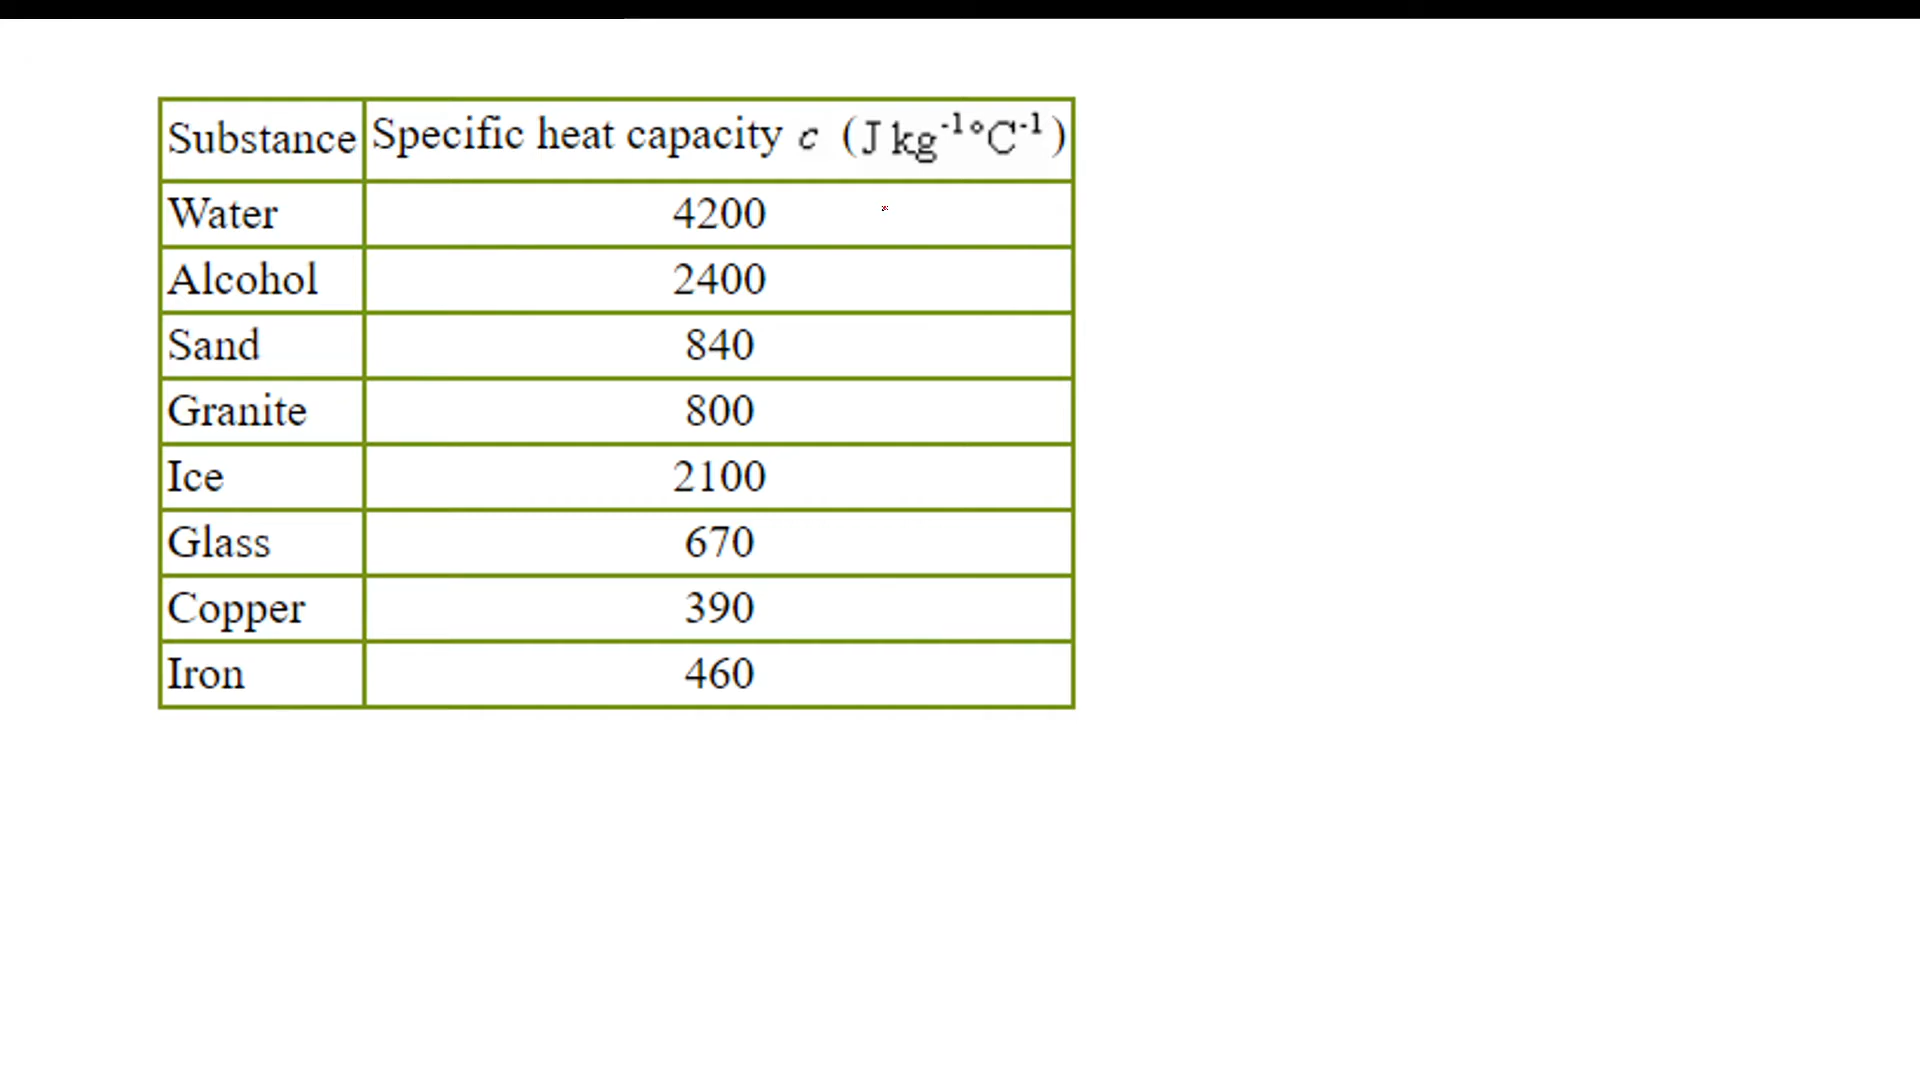 Substance Specific heat capacity c (J kg⁻¹°C⁻¹)
Water 4200
Alcohol 2400
Sand 840
Granite 800
Ice 2100
Glass 670
Copper 390
Iron 460